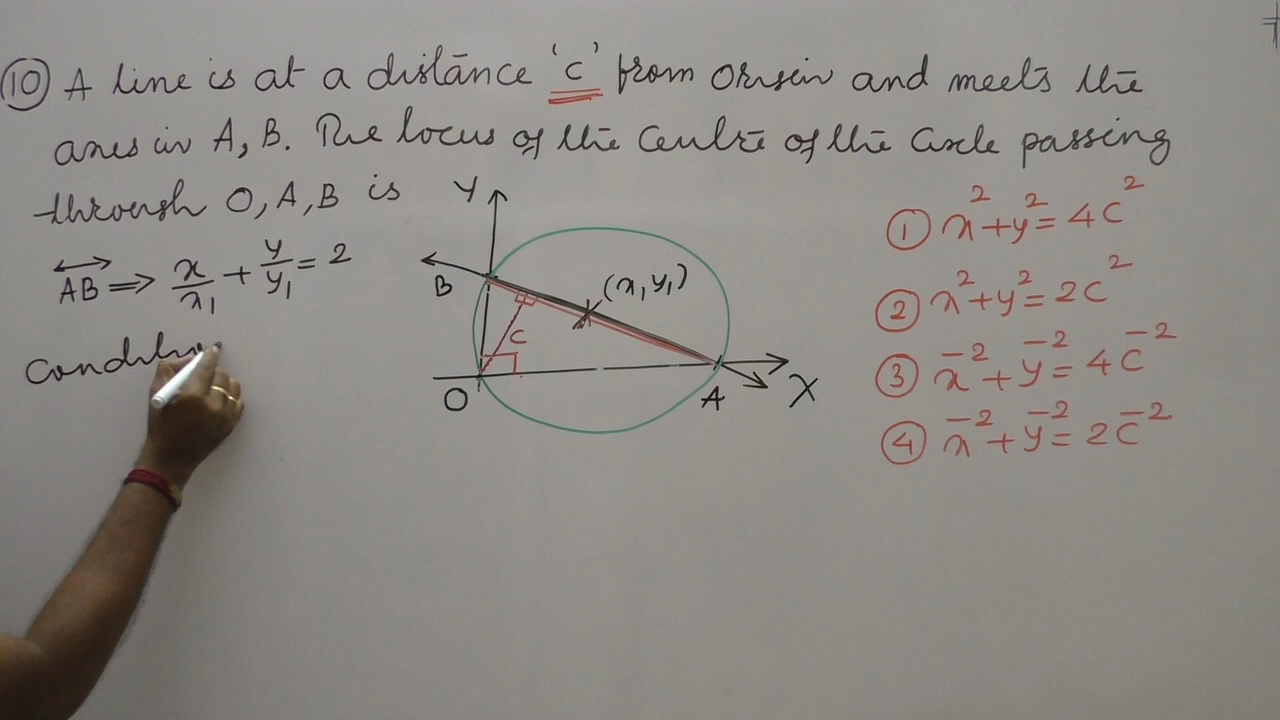 ⑩ A line is at a distance 'c' from origin and meets the
axes in A, B. The locus of the centre of the circle passing
through O, A, B is
AB ⇒ x/x₁ + y/y₁ = 2
Condition
Y
B
(x₁ y₁)
c
O
A
X
① x² + y² = 4c²
② x² + y² = 2c²
③ x⁻² + y⁻² = 4c⁻²
④ x⁻² + y⁻² = 2c⁻²